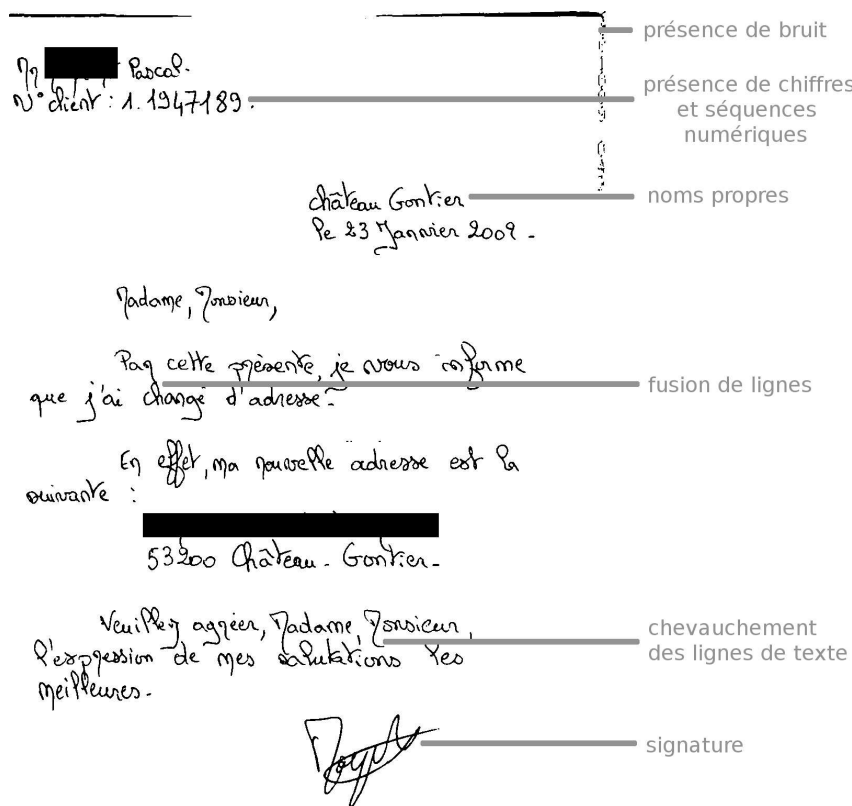 présence de bruit
Mr Pascal.
N° client : 1.1947189.
présence de chiffres
et séquences
numériques
château Gontier
noms propres
le 23 Janvier 2009.
Madame, Monsieur,
Par cette présente, je vous informe
que j'ai changé d'adresse.
fusion de lignes
En effet, ma nouvelle adresse est la
suivante :
53200 Château-Gontier.
Veuillez agréer, Madame, Monsieur,
l'expression de mes salutations les
meilleures.
chevauchement
des lignes de texte
signature